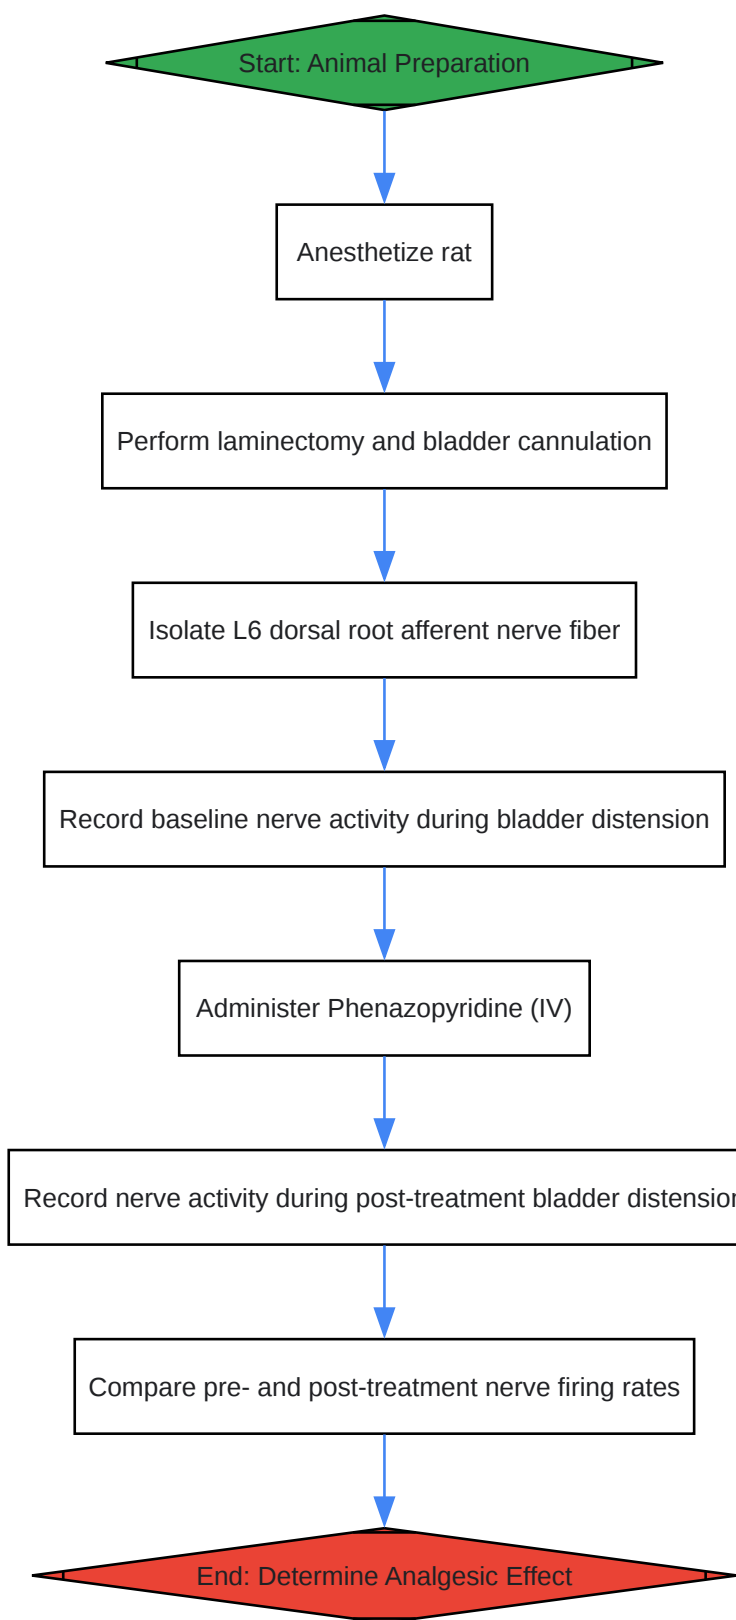 Start: Animal Preparation
Anesthetize rat
Perform laminectomy and bladder cannulation
Isolate L6 dorsal root afferent nerve fiber
Record baseline nerve activity during bladder distension
Administer Phenazopyridine (IV)
Record nerve activity during post-treatment bladder distension
Compare pre- and post-treatment nerve firing rates
End: Determine Analgesic Effect